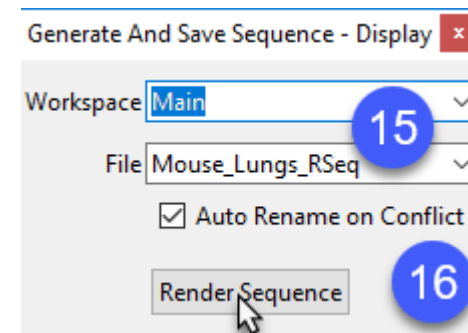 Generate And Save Sequence - Display x
Workspace Main
15
File Mouse_Lungs_RSeq
Auto Rename on Conflict
Render Sequence
16